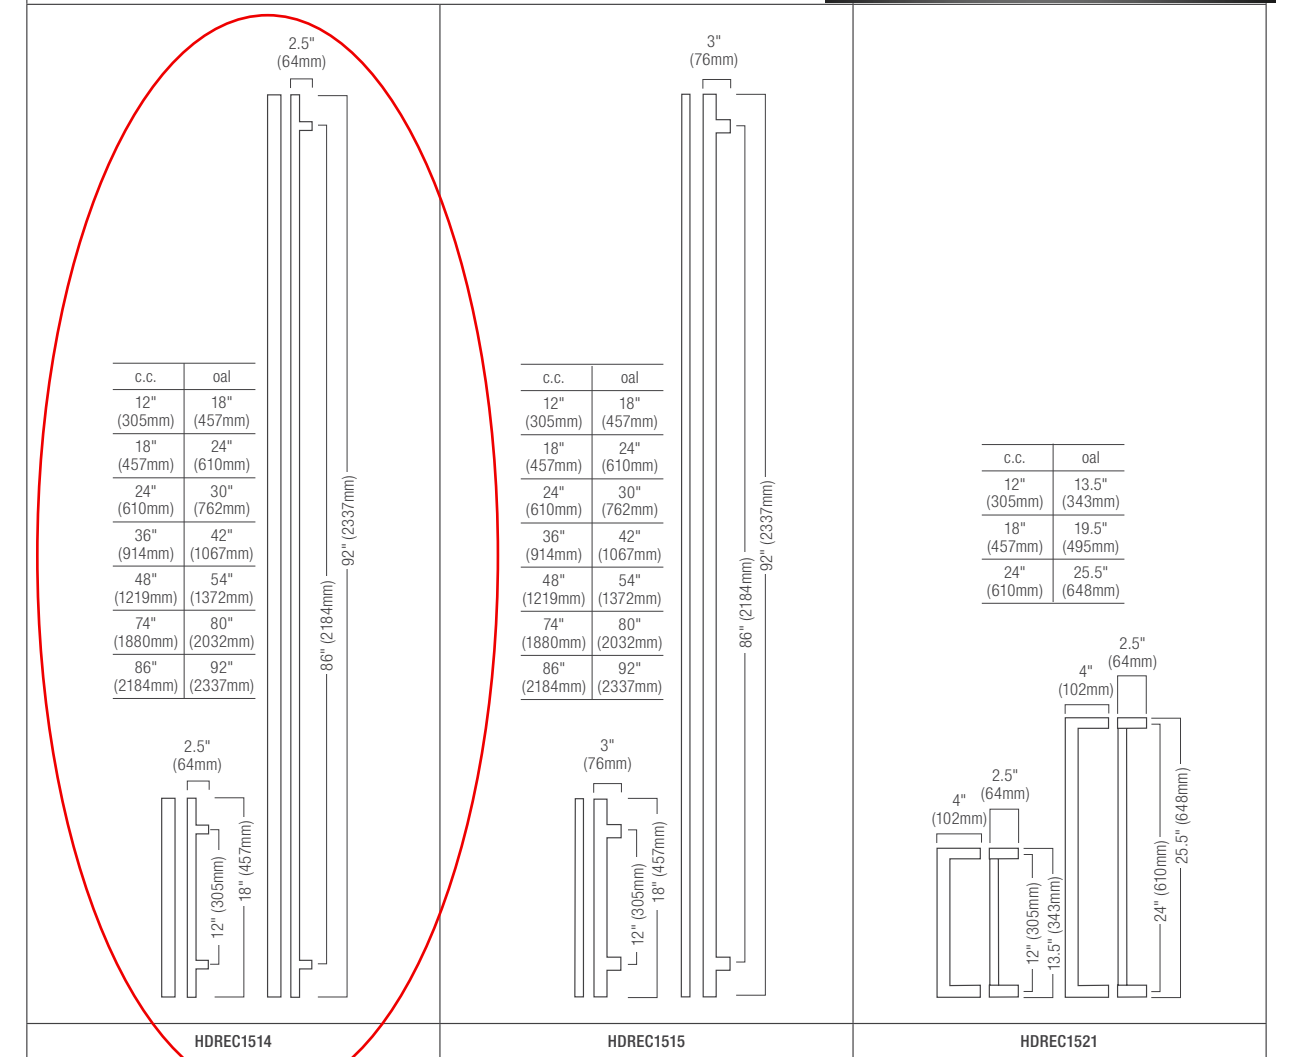 2.5"
(64mm)
c.c. oal
12" 18"
(305mm) (457mm)
18" 24"
(457mm) (610mm)
24" 30"
(610mm) (762mm)
36" 42"
(914mm) (1067mm)
48" 54"
(1219mm) (1372mm)
74" 80"
(1880mm) (2032mm)
86" 92"
(2184mm) (2337mm)
86" (2184mm)
92" (2337mm)
2.5"
(64mm)
12" (305mm)
18" (457mm)
HDREC1514
3"
(76mm)
c.c. oal
12" 18"
(305mm) (457mm)
18" 24"
(457mm) (610mm)
24" 30"
(610mm) (762mm)
36" 42"
(914mm) (1067mm)
48" 54"
(1219mm) (1372mm)
74" 80"
(1880mm) (2032mm)
86" 92"
(2184mm) (2337mm)
86" (2184mm)
92" (2337mm)
3"
(76mm)
12" (305mm)
18" (457mm)
HDREC1515
c.c. oal
12" 13.5"
(305mm) (343mm)
18" 19.5"
(457mm) (495mm)
24" 25.5"
(610mm) (648mm)
2.5"
(64mm)
4"
(102mm)
24" (610mm)
25.5" (648mm)
2.5"
(64mm)
4"
(102mm)
12" (305mm)
13.5" (343mm)
HDREC1521